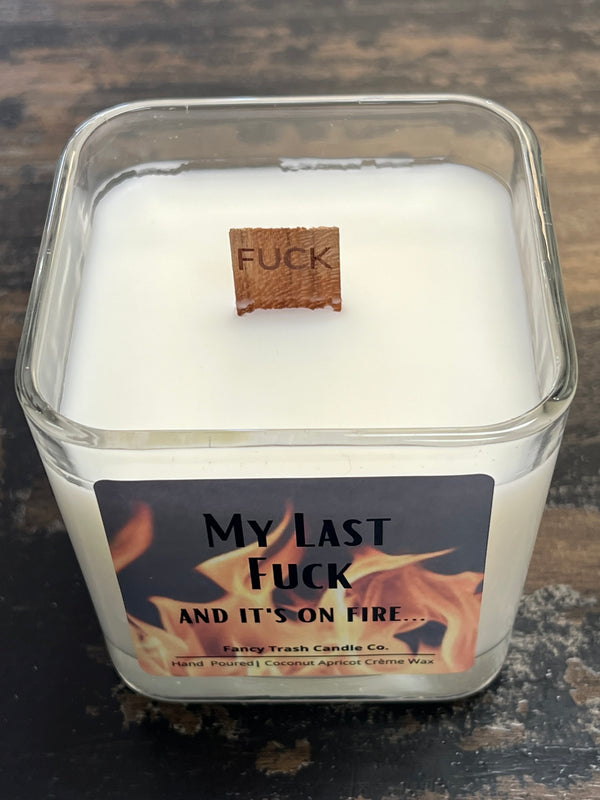 FUCK
My Last
Fuck
AND IT'S ON FIRE...
Fancy Trash Candle Co.
Hand Poured| Coconut Apricot Crème Wax